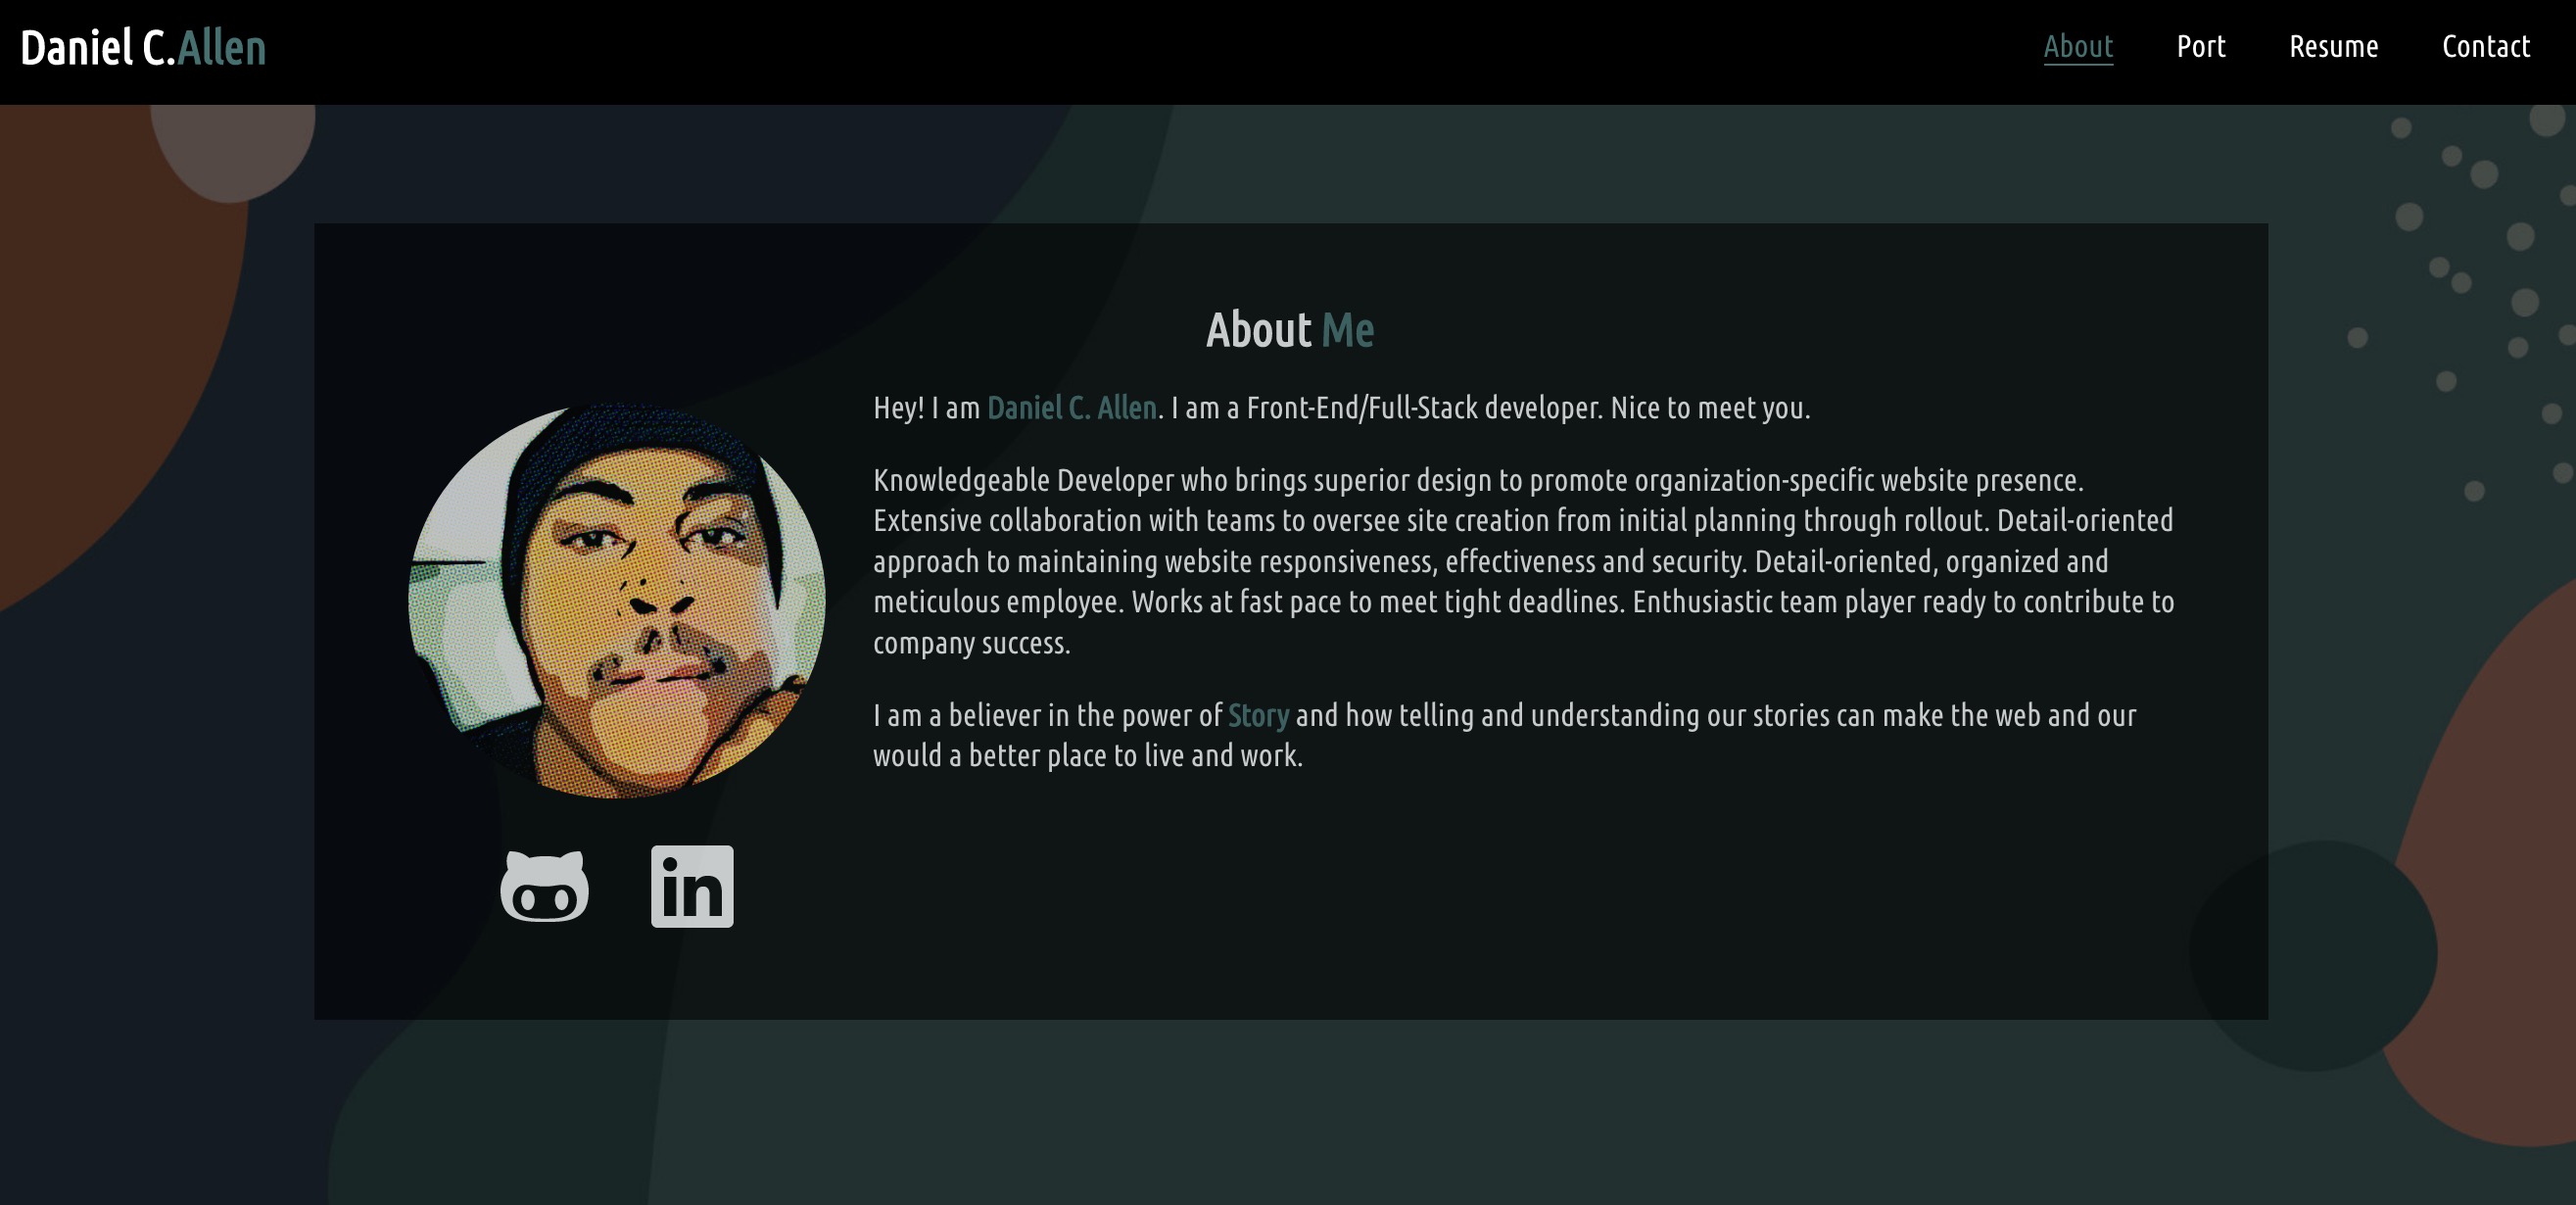 Daniel C.Allen
About Port Resume Contact
About Me
Hey! I am Daniel C. Allen. I am a Front-End/Full-Stack developer. Nice to meet you.
Knowledgeable Developer who brings superior design to promote organization-specific website presence.
Extensive collaboration with teams to oversee site creation from initial planning through rollout. Detail-oriented
approach to maintaining website responsiveness, effectiveness and security. Detail-oriented, organized and
meticulous employee. Works at fast pace to meet tight deadlines. Enthusiastic team player ready to contribute to
company success.
I am a believer in the power of Story and how telling and understanding our stories can make the web and our
would a better place to live and work.
in